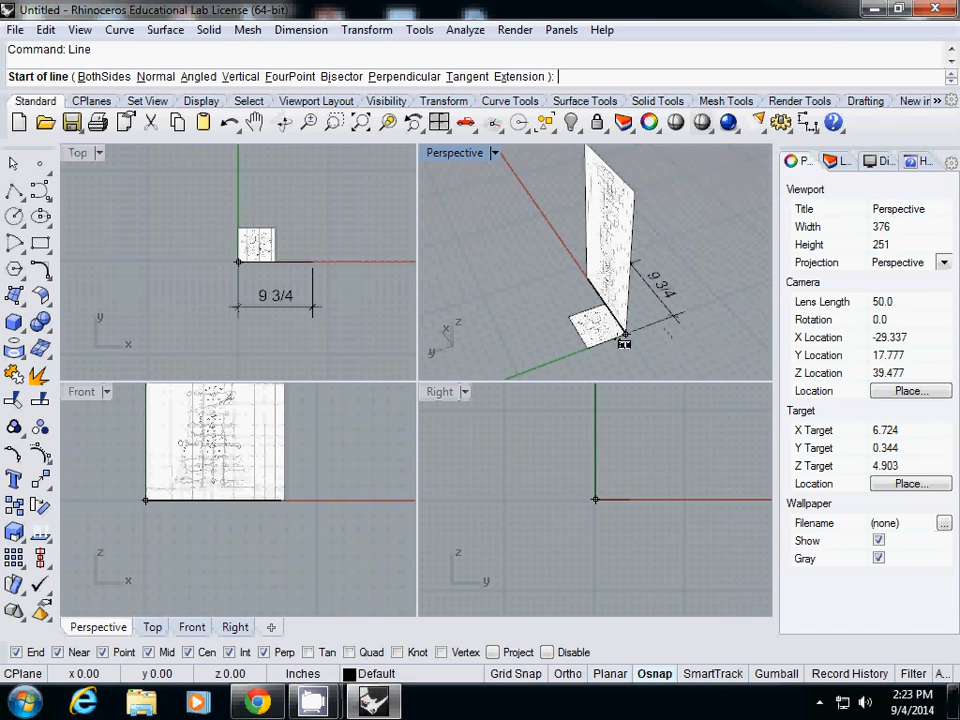 Untitled - Rhinoceros Educational Lab License (64-bit)
File Edit View Curve Surface Solid Mesh Dimension Transform Tools Analyze Render Panels Help
Command: Line
Start of line ( BothSides Normal Angled Vertical FourPoint Bisector Perpendicular Tangent Extension ):
Standard CPlanes Set View Display Select Viewport Layout Visibility Transform Curve Tools Surface Tools Solid Tools Mesh Tools Render Tools Drafting New in »
Top
9 3/4
y
x
Perspective
9 3/4
z
x
y
Front
z
x
Right
z
y
P... L... Di... H...
Viewport
Title Perspective
Width 376
Height 251
Projection Perspective
Camera
Lens Length 50.0
Rotation 0.0
X Location -29.337
Y Location 17.777
Z Location 39.477
Location Place...
Target
X Target 6.724
Y Target 0.344
Z Target 4.903
Location Place...
Wallpaper
Filename (none) ...
Show
Gray
Perspective Top Front Right
End Near Point Mid Cen Int Perp Tan Quad Knot Vertex Project Disable
CPlane x 0.00 y 0.00 z 0.00 Inches Default Grid Snap Ortho Planar Osnap SmartTrack Gumball Record History Filter A...
2:23 PM
9/4/2014